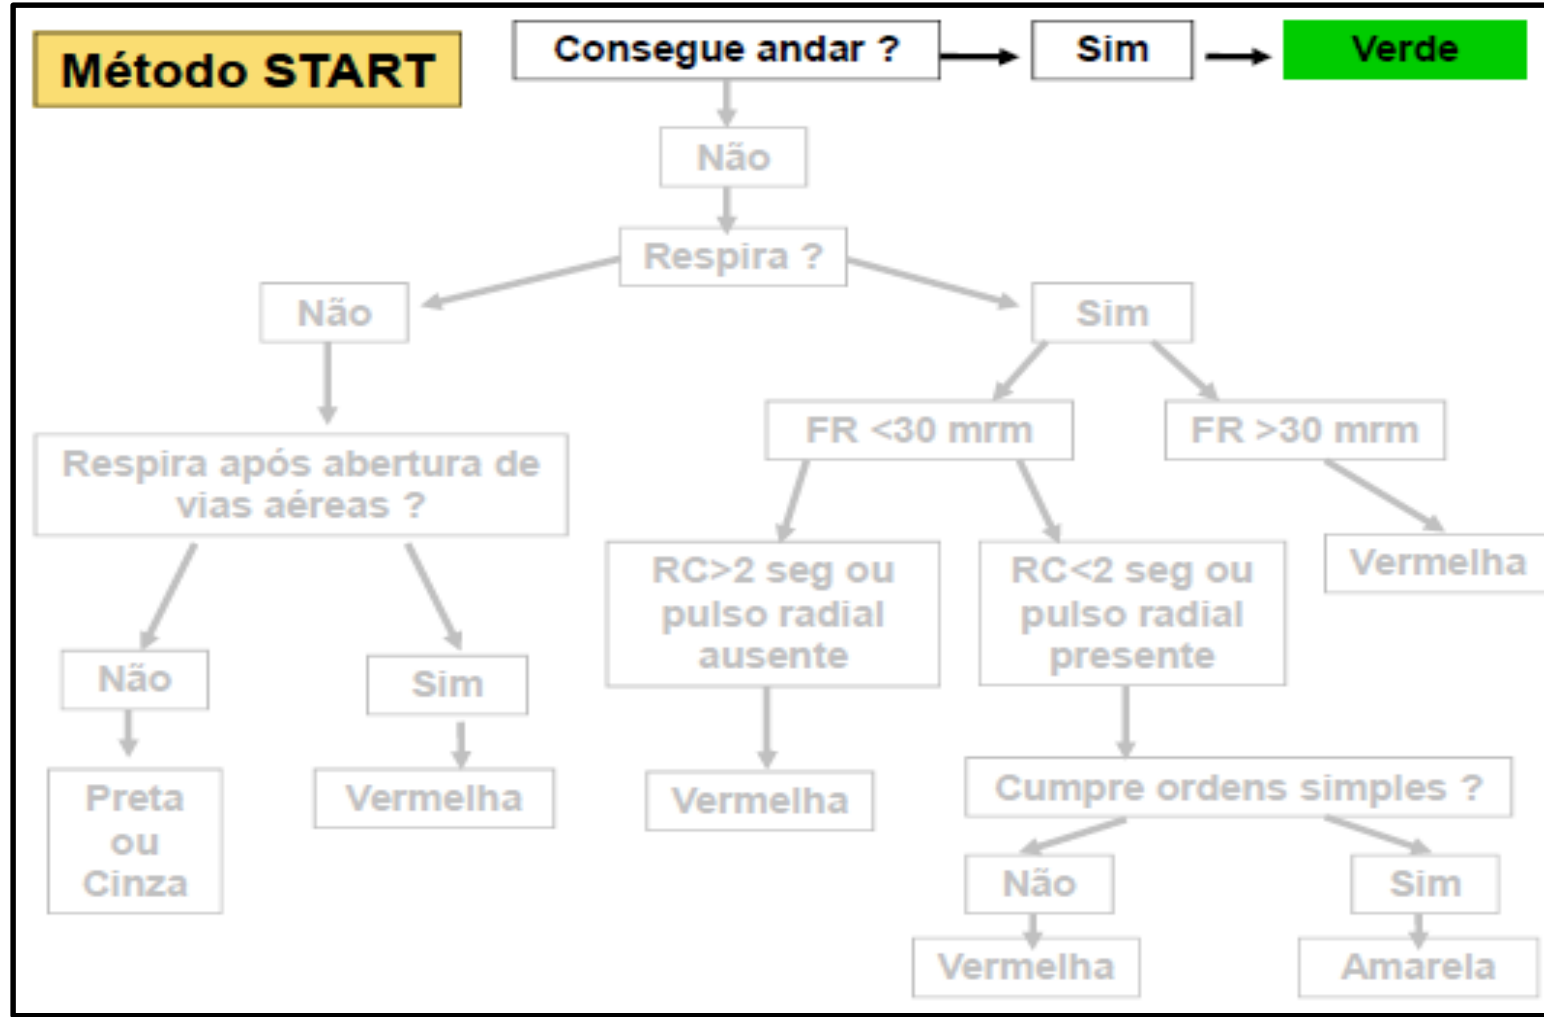 Método START
Consegue andar ?
Sim
Verde
Não
Respira ?
Não
Sim
FR <30 mrm
FR >30 mrm
Respira após abertura de
vias aéreas ?
RC>2 seg ou
pulso radial
ausente
RC<2 seg ou
pulso radial
presente
Vermelha
Não
Sim
Preta
ou
Cinza
Vermelha
Vermelha
Cumpre ordens simples ?
Não
Sim
Vermelha
Amarela